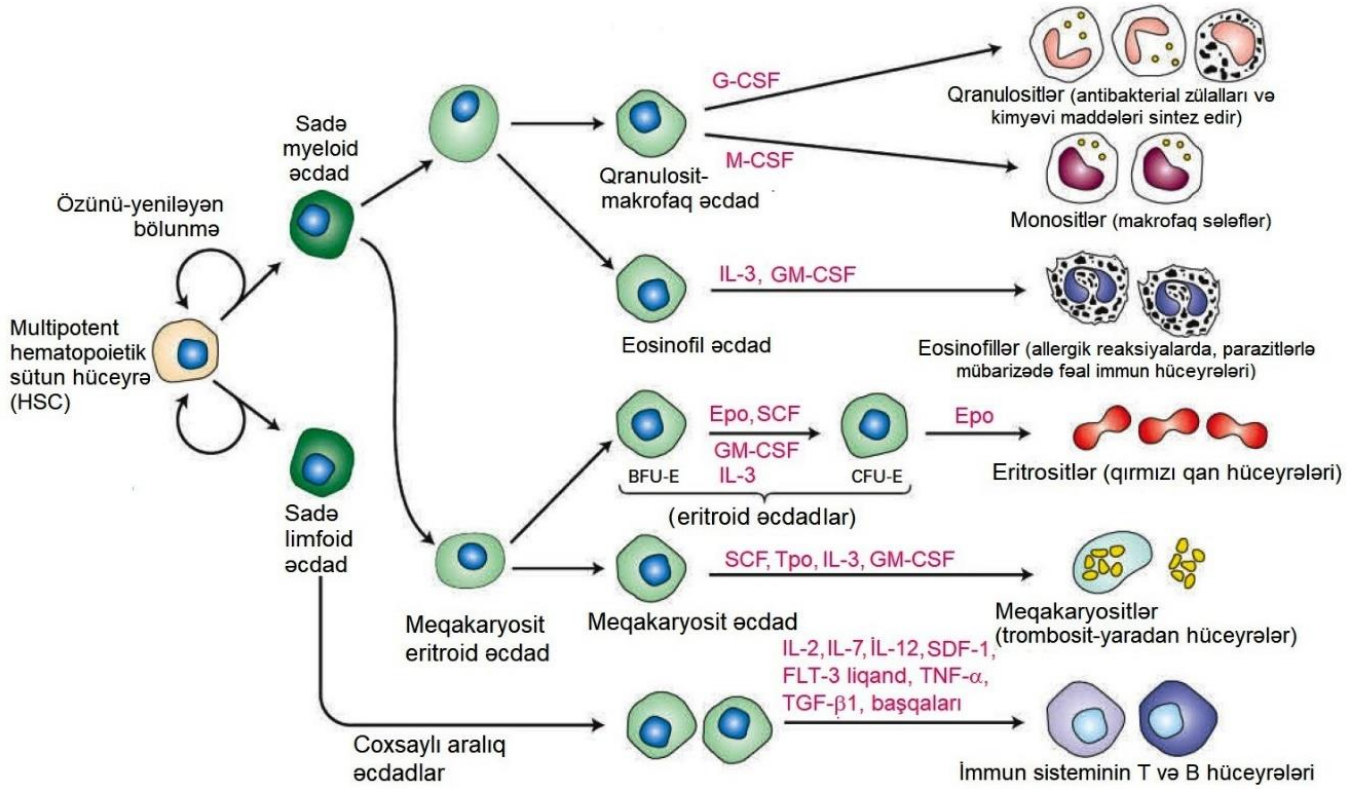 G-CSF
Qranulositlər (antibakterial zülalları və
kimyəvi maddələri sintez edir)
Sadə
myeloid
əcdad
M-CSF
Qranulosit-
makrofaq əcdad
Monositlər (makrofaq sələflər)
Özünü-yeniləyən
bölunmə
IL-3, GM-CSF
Eosinofil əcdad
Eosinofillər (allergik reaksiyalarda, parazitlərlə
mübarizədə fəal immun hüceyrələri)
Multipotent
hematopoietik
sütun hüceyrə
(HSC)
Epo, SCF
GM-CSF
IL-3
Epo
BFU-E
CFU-E
(eritroid əcdadlar)
Eritrositlər (qırmızı qan hüceyrələri)
Sadə
limfoid
əcdad
SCF, Tpo, IL-3, GM-CSF
Meqakaryosit
eritroid əcdad
Meqakaryosit əcdad
Meqakaryositlər
(trombosit-yaradan hüceyrələr)
IL-2, IL-7, İL-12, SDF-1,
FLT-3 liqand, TNF-α,
TGF-β1, başqaları
Coxsaylı aralıq
əcdadlar
İmmun sisteminin T və B hüceyrələri